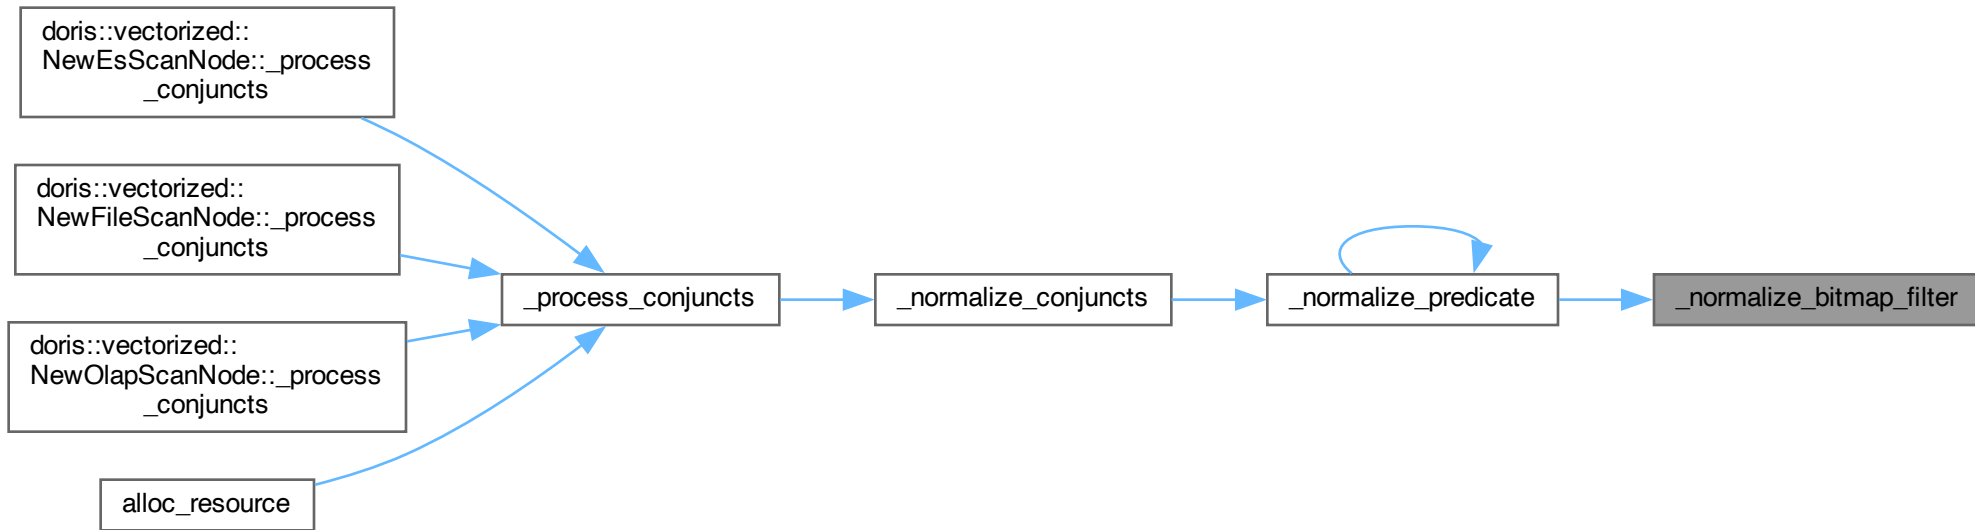 doris::vectorized::
NewEsScanNode::_process
_conjuncts
doris::vectorized::
NewFileScanNode::_process
_conjuncts
doris::vectorized::
NewOlapScanNode::_process
_conjuncts
alloc_resource
_process_conjuncts
_normalize_conjuncts
_normalize_predicate
_normalize_bitmap_filter